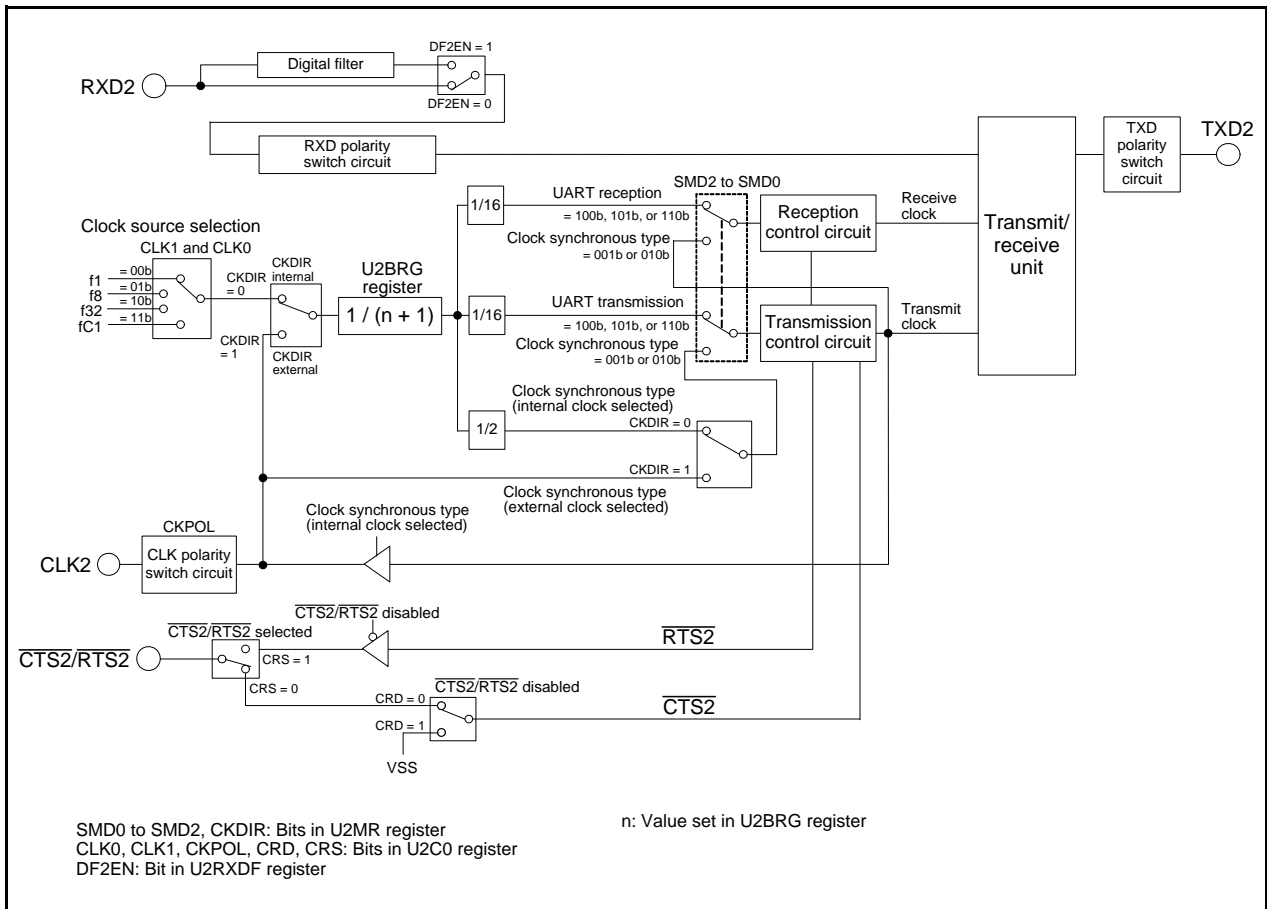 DF2EN = 1
Digital filter
RXD2
DF2EN = 0
RXD polarity
switch circuit
TXD
polarity
switch
circuit
TXD2
SMD2 to SMD0
1/16
UART reception
= 100b, 101b, or 110b
Clock synchronous type
= 001b or 010b
Reception
control circuit
Receive
clock
Transmit/
receive
unit
Clock source selection
CLK1 and CLK0
= 00b
f1
= 01b
f8
= 10b
f32
= 11b
fC1
CKDIR
= 0
CKDIR
internal
CKDIR
= 1
CKDIR
external
U2BRG
register
1 / (n + 1)
1/16
UART transmission
= 100b, 101b, or 110b
Clock synchronous type
= 001b or 010b
Transmission
control circuit
Transmit
clock
Clock synchronous type
(internal clock selected)
1/2
CKDIR = 0
CKDIR = 1
Clock synchronous type
(external clock selected)
Clock synchronous type
(internal clock selected)
CKPOL
CLK2
CLK polarity
switch circuit
CTS2/RTS2 disabled
CTS2/RTS2 selected
CTS2/RTS2
CRS = 1
RTS2
CRS = 0
CTS2/RTS2 disabled
CRD = 0
CTS2
CRD = 1
VSS
SMD0 to SMD2, CKDIR: Bits in U2MR register
CLK0, CLK1, CKPOL, CRD, CRS: Bits in U2C0 register
DF2EN: Bit in U2RXDF register
n: Value set in U2BRG register